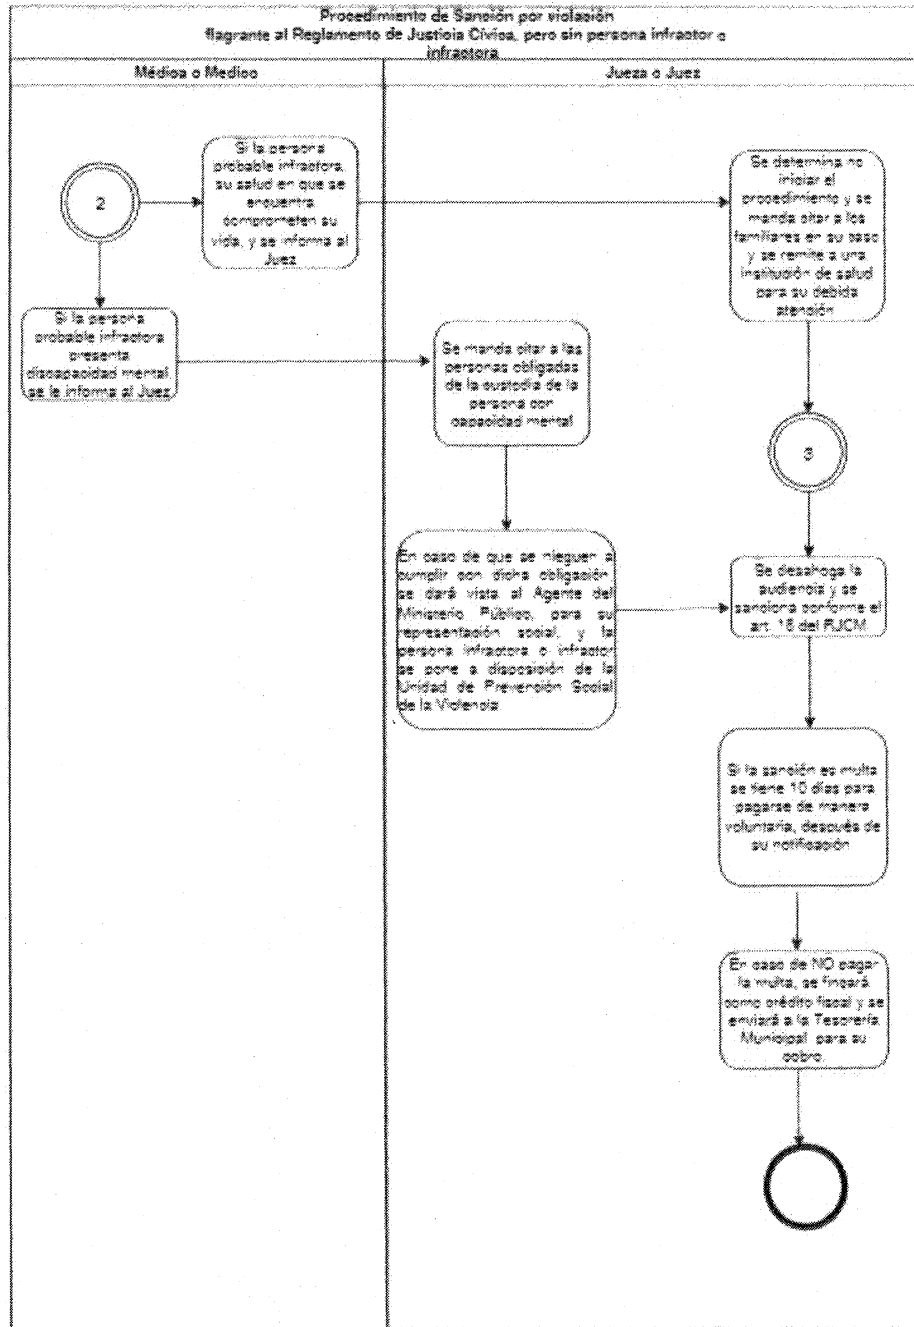 Procedimiento de Sanción por violación
flagrante al Reglamento de Justicia Cívica, pero sin persona infractor o
infractora
Médica o Medico
Jueza o Juez
2
Si la persona
probable infractora,
su salud en que se
encuentra
comprometen su
vida, y se informa al
Juez
Se determina no
iniciar el
procedimiento y se
manda citar a los
familiares en su caso
y se remite a una
institución de salud
para su debida
atención
Si la persona
probable infractora
presenta
discapacidad mental
se le informa al Juez
Se manda citar a las
personas obligadas
de la custodia de la
persona con
capacidad mental
3
En caso de que se nieguen a
cumplir con dicha obligación,
se dará vista al Agente del
Ministerio Público, para su
representación social, y la
persona infractora o infractor
se pone a disposición de la
Unidad de Prevención Social
de la Violencia
Se desahoga la
audiencia y se
sanciona conforme el
art. 16 del RJCM
Si la sanción es multa
se tiene 10 días para
pagarse de manera
voluntaria, después de
su notificación
En caso de NO pagar
la multa, se fincará
como crédito fiscal y se
enviará a la Tesorería
Municipal para su
cobro.